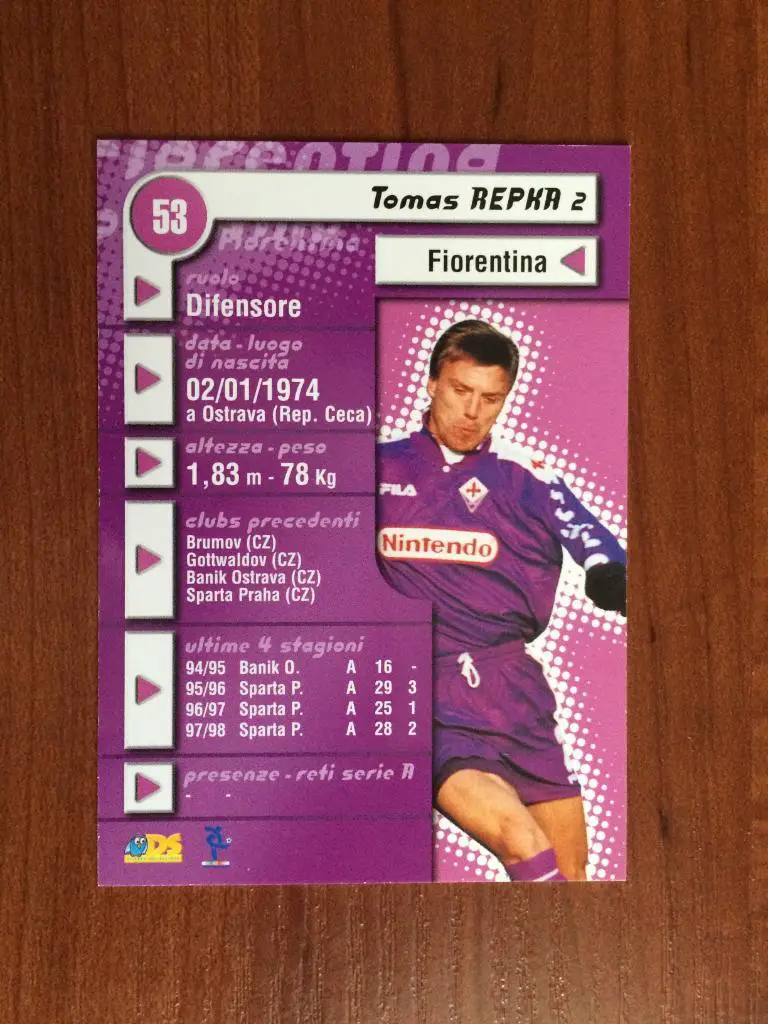 Fiorentina
53
Tomas REPKA 2
Fiorentina
Fiorentina
ruolo
Difensore
data - luogo
di nascita
02/01/1974
a Ostrava (Rep. Ceca)
altezza - peso
1,83 m - 78 Kg
clubs precedenti
Brumov (CZ)
Gottwaldov (CZ)
Banik Ostrava (CZ)
Sparta Praha (CZ)
FILA
Nintendo
ultime 4 stagioni
94/95 Banik O. A 16 -
95/96 Sparta P. A 29 3
96/97 Sparta P. A 25 1
97/98 Sparta P. A 28 2
presenze - reti serie A
- -
DS